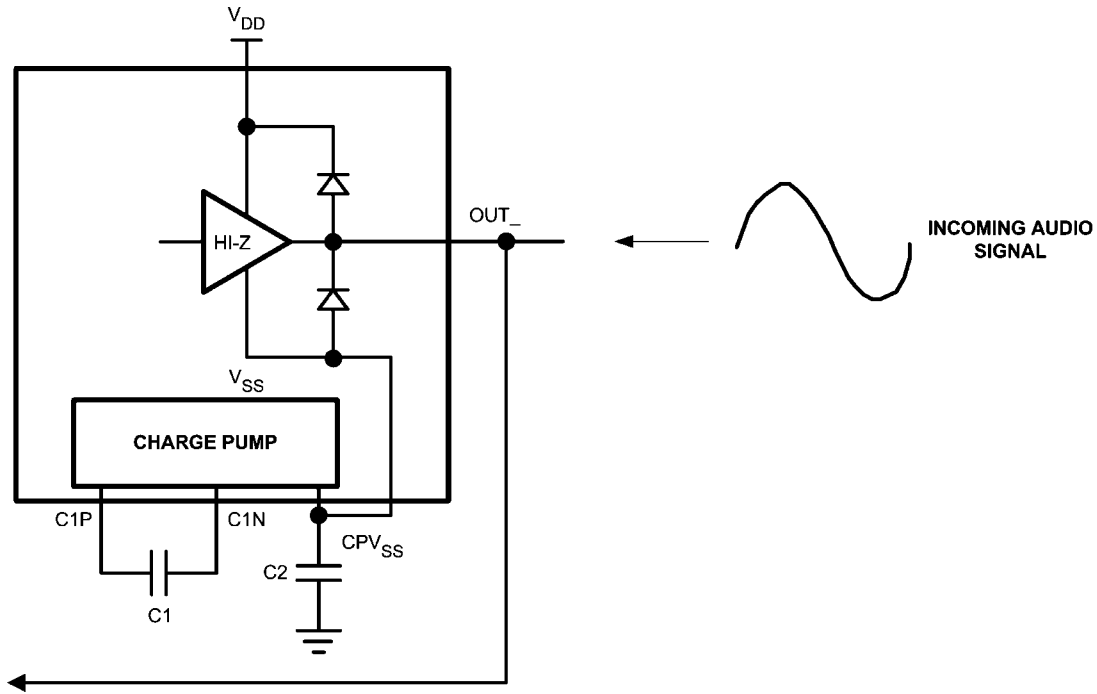 VDD
OUT_
HI-Z
INCOMING AUDIO
SIGNAL
VSS
CHARGE PUMP
C1P
C1N
CPVSS
C2
C1